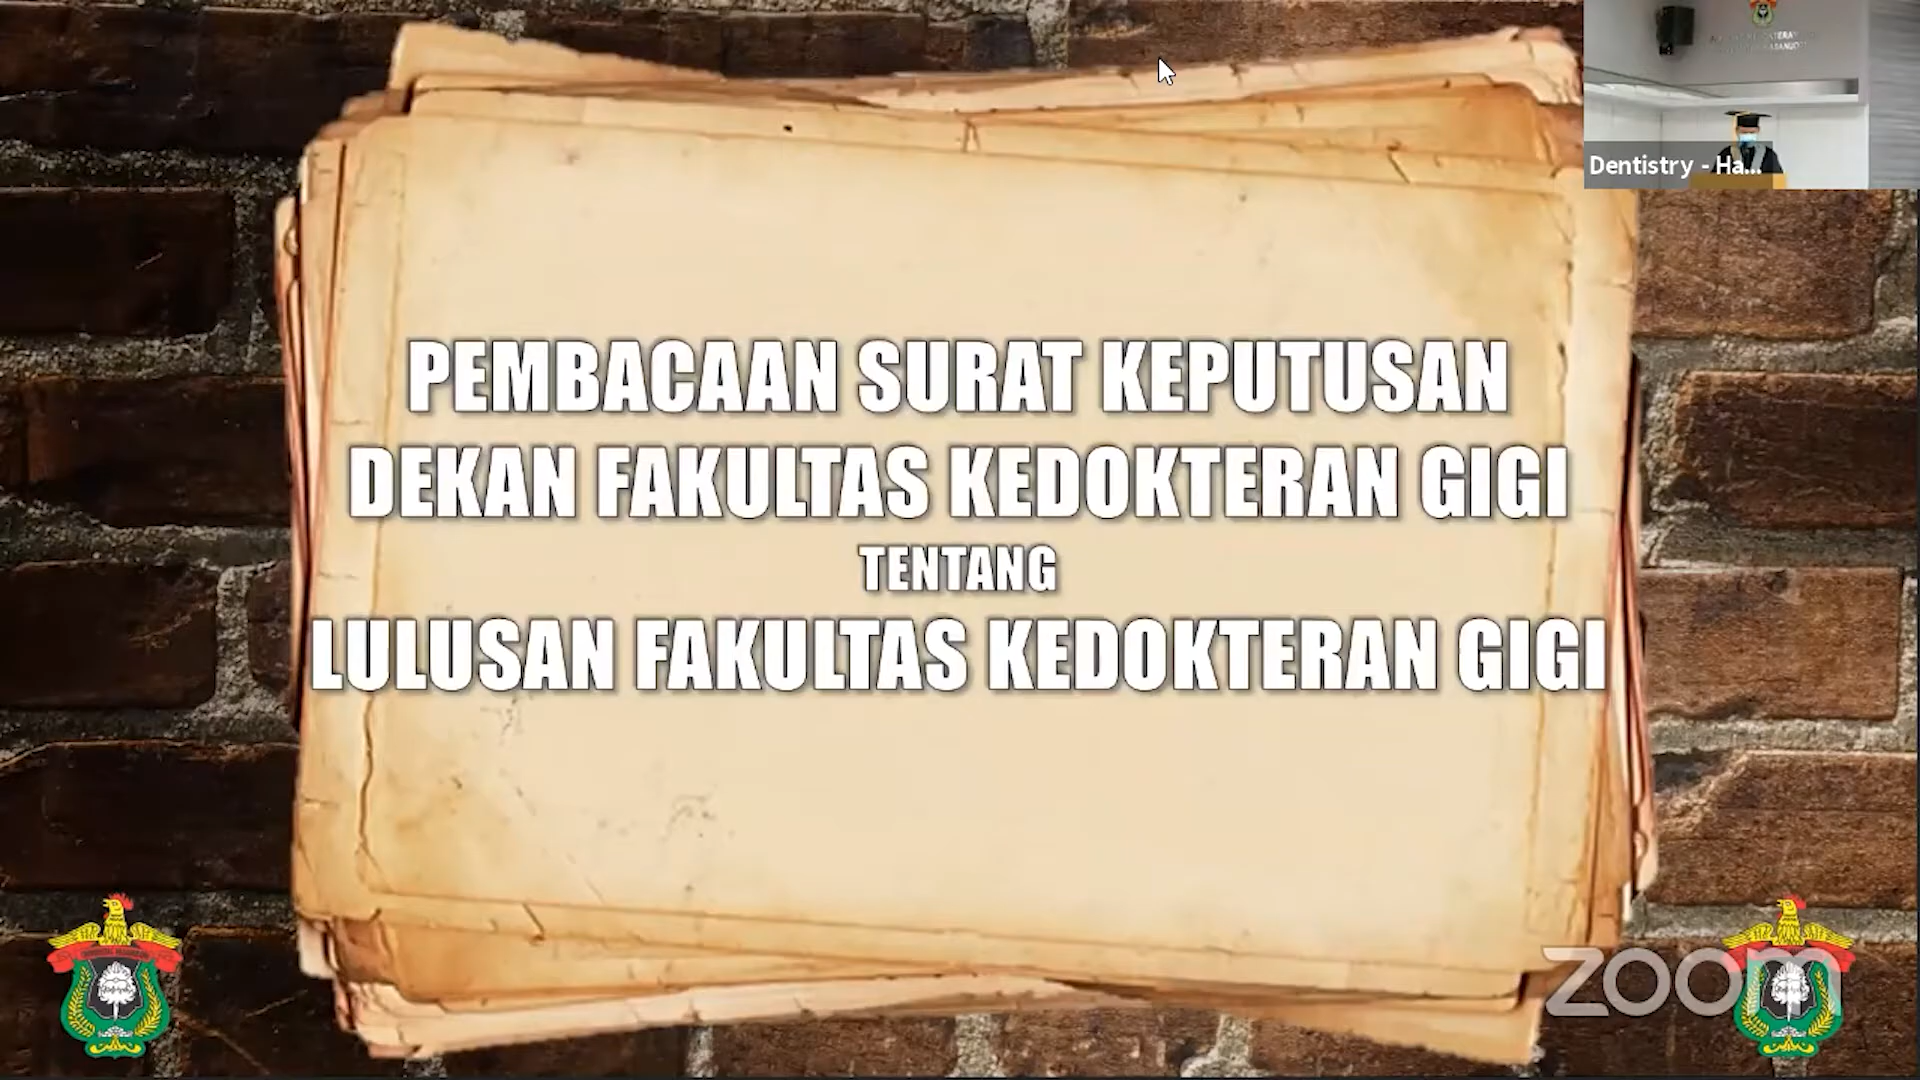 Dentistry - Ha...
PEMBACAAN SURAT KEPUTUSAN
DEKAN FAKULTAS KEDOKTERAN GIGI
TENTANG
LULUSAN FAKULTAS KEDOKTERAN GIGI
zoom